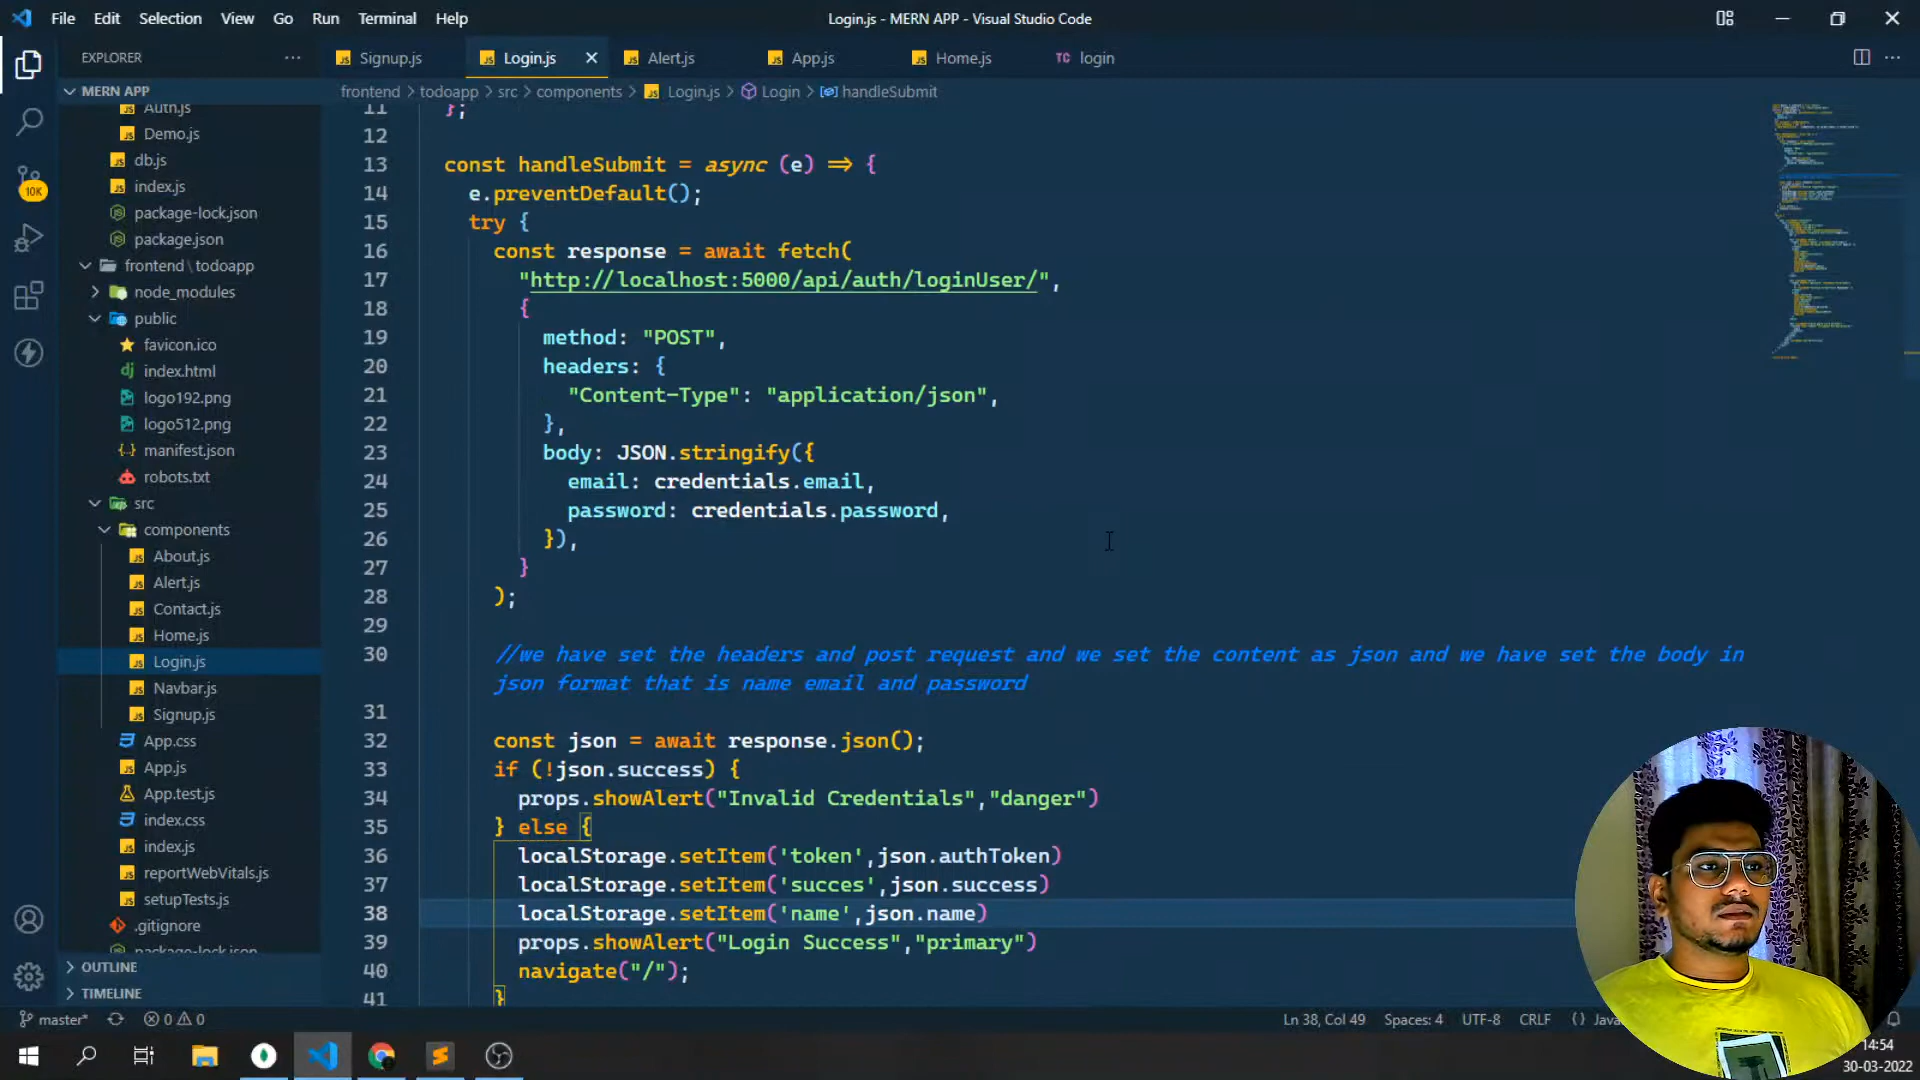 File Edit Selection View Go Run Terminal Help
Login.js - MERN APP - Visual Studio Code
EXPLORER
Signup.js
Login.js
Alert.js
App.js
Home.js
TC login
MERN APP
frontend > todoapp > src > components > Login.js > Login > handleSubmit
Auth.js
Demo.js
db.js
index.js
package-lock.json
package.json
frontend \ todoapp
node_modules
public
favicon.ico
index.html
logo192.png
logo512.png
manifest.json
robots.txt
src
components
About.js
Alert.js
Contact.js
Home.js
Login.js
Navbar.js
Signup.js
App.css
App.js
App.test.js
index.css
index.js
reportWebVitals.js
setupTests.js
.gitignore
package-lock.json
OUTLINE
TIMELINE
10K
11 };
12
13 const handleSubmit = async (e) => {
14 e.preventDefault();
15 try {
16 const response = await fetch(
17 "http://localhost:5000/api/auth/loginUser/",
18 {
19 method: "POST",
20 headers: {
21 "Content-Type": "application/json",
22 },
23 body: JSON.stringify({
24 email: credentials.email,
25 password: credentials.password,
26 }),
27 }
28 );
29
30 //we have set the headers and post request and we set the content as json and we have set the body in
json format that is name email and password
31
32 const json = await response.json();
33 if (!json.success) {
34 props.showAlert("Invalid Credentials","danger")
35 } else {
36 localStorage.setItem('token',json.authToken)
37 localStorage.setItem('succes',json.success)
38 localStorage.setItem('name',json.name)
39 props.showAlert("Login Success","primary")
40 navigate("/");
41 }
master* 0 0
Ln 38, Col 49 Spaces: 4 UTF-8 CRLF {}
14:54
30-03-2022